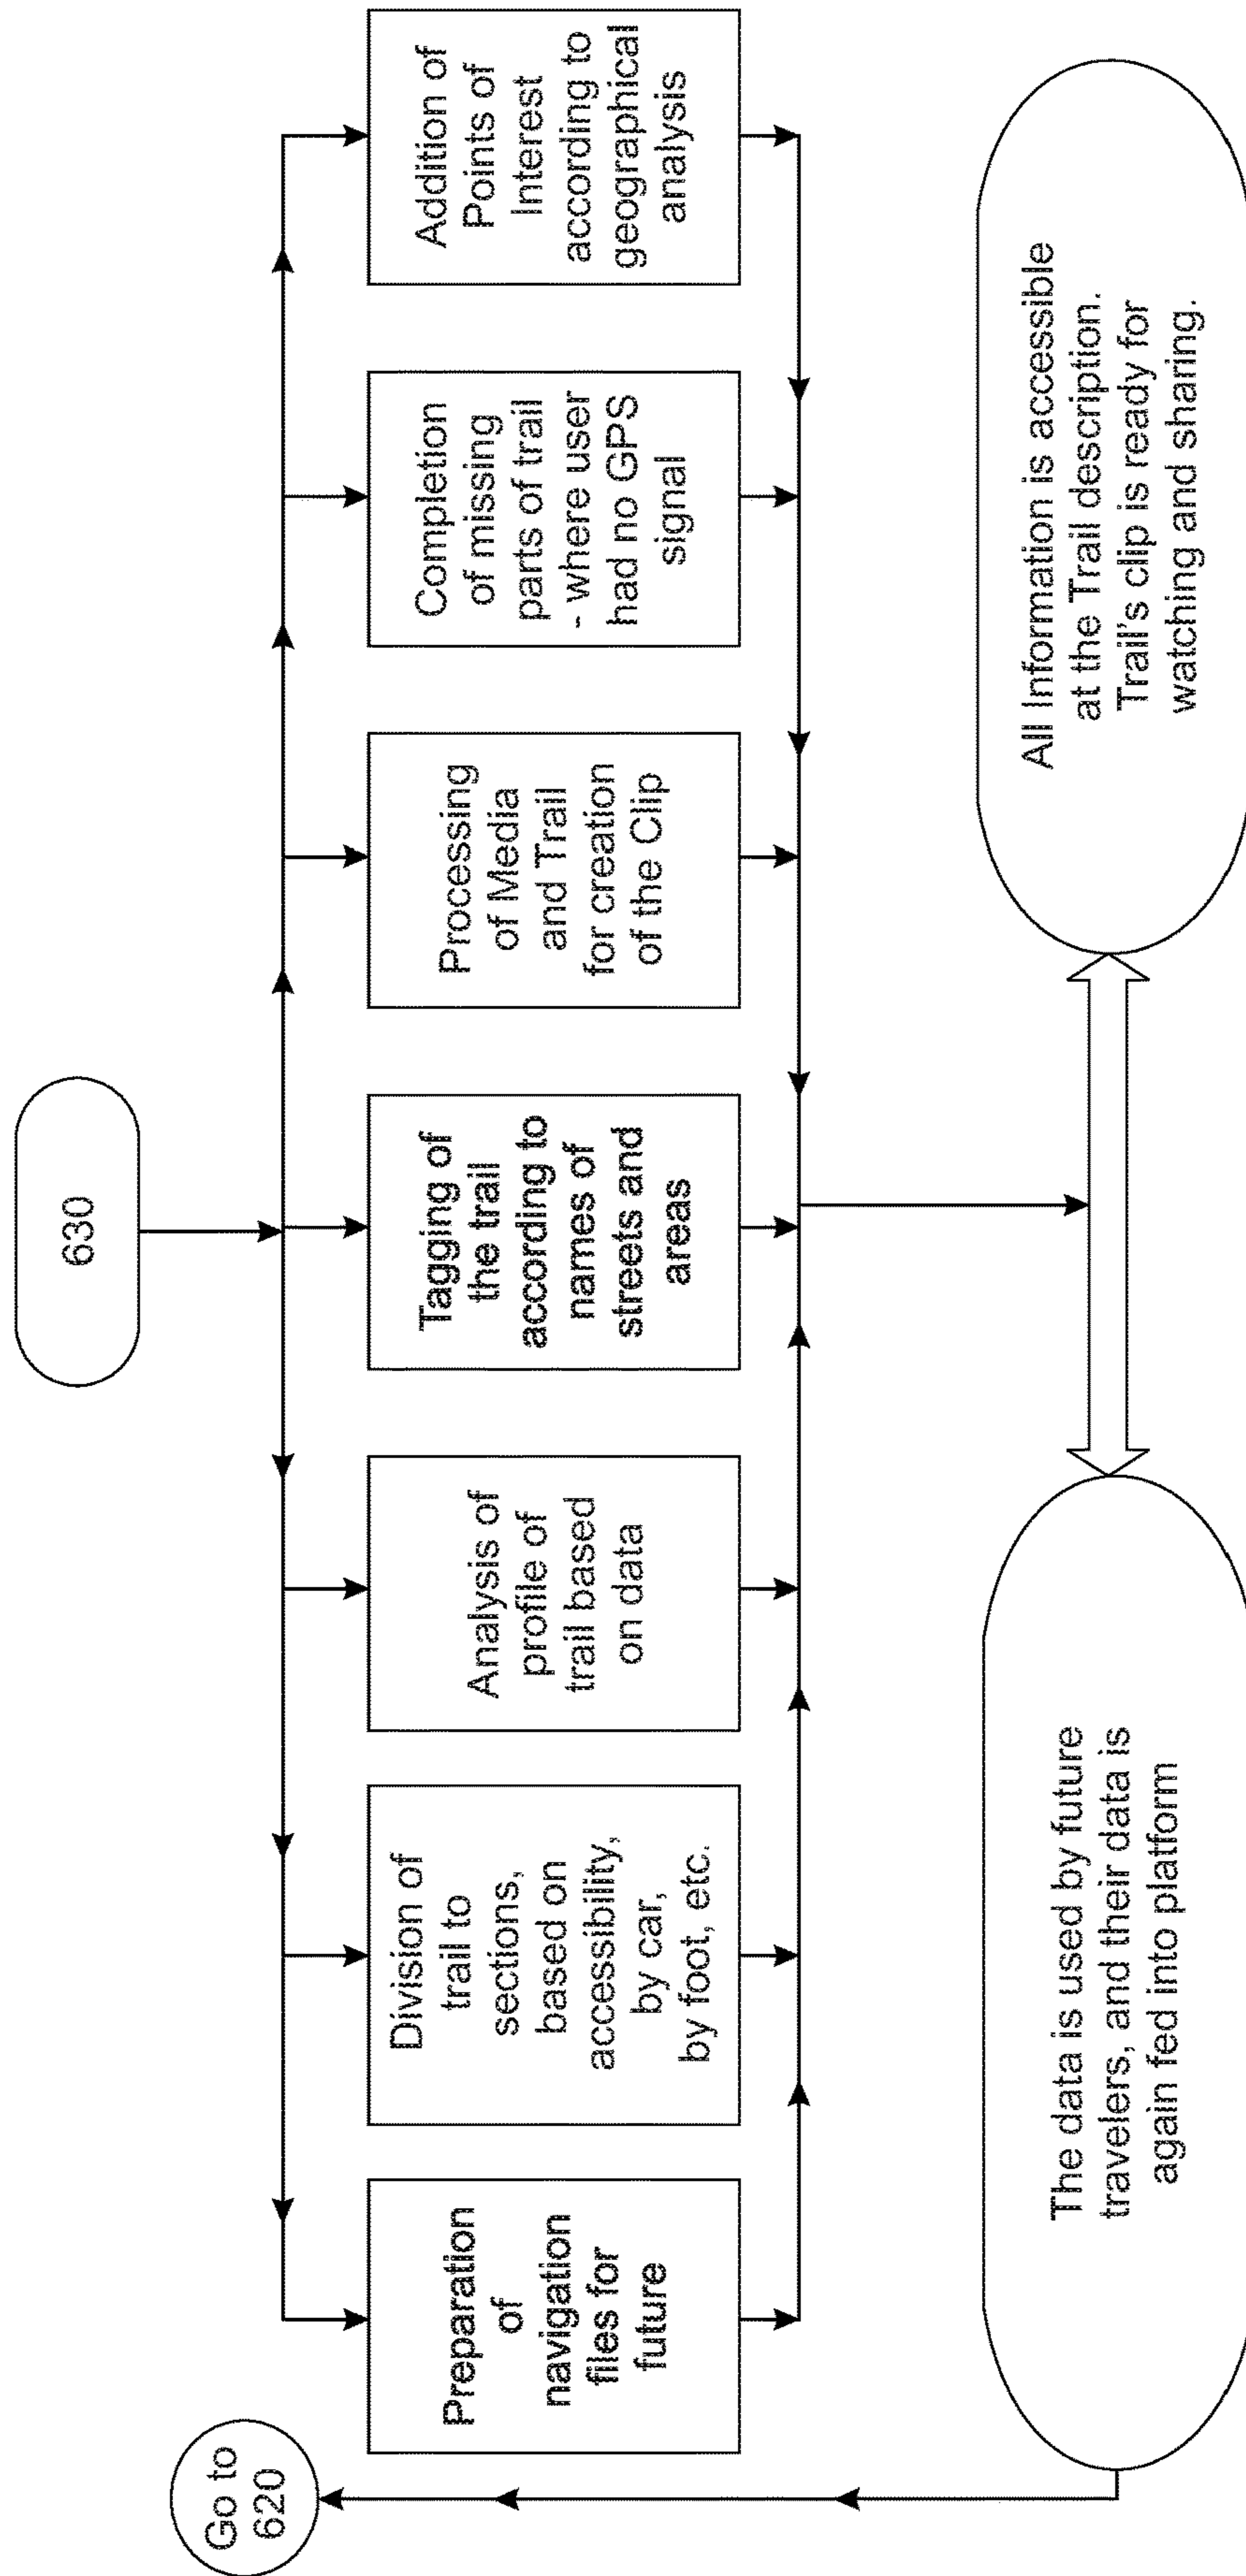 630
Go to
620
Preparation
of
navigation
files for
future
Division of
trail to
sections,
based on
accessibility,
by car,
by foot, etc.
Analysis of
profile of
trail based
on data
Tagging of
the trail
according to
names of
streets and
areas
Processing
of Media
and Trail
for creation
of the Clip
Completion
of missing
parts of trail
- where user
had no GPS
signal
Addition of
Points of
Interest
according to
geographical
analysis
The data is used by future
travelers, and their data is
again fed into platform
All Information is accessible
at the Trail description.
Trail's clip is ready for
watching and sharing.